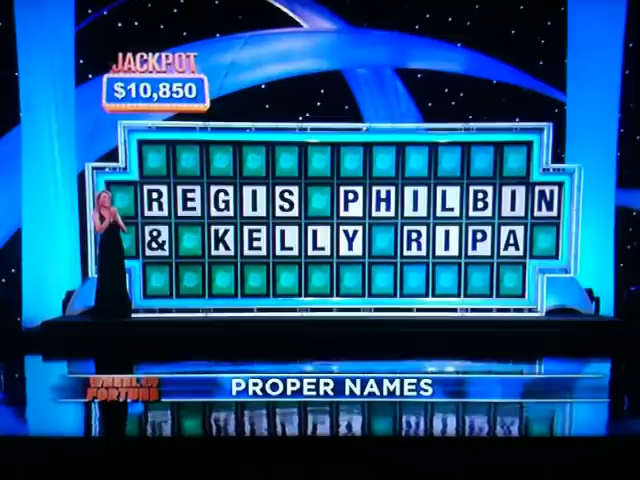 JACKPOT
$10,850
REGIS PHILBIN
& KELLY RIPA
WHEEL OF
FORTUNE
PROPER NAMES